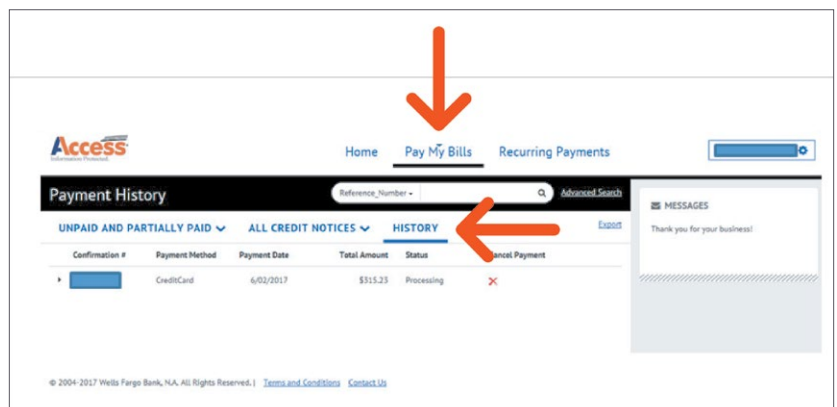 Access
Information Protected.
Home Pay My Bills Recurring Payments
Payment History
Reference_Number
Advanced Search
MESSAGES
UNPAID AND PARTIALLY PAID ALL CREDIT NOTICES HISTORY
Export
Thank you for your business!
Confirmation # Payment Method Payment Date Total Amount Status Cancel Payment
CreditCard 6/02/2017 $315.23 Processing
© 2004-2017 Wells Fargo Bank, N.A. All Rights Reserved. | Terms and Conditions Contact Us